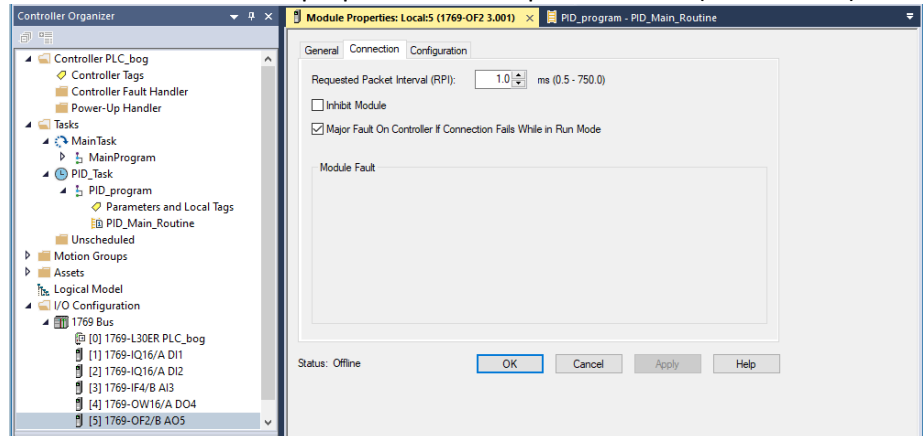 Controller Organizer
Module Properties: Local:5 (1769-OF2 3.001)
PID_program - PID_Main_Routine
Controller PLC_bog
Controller Tags
Controller Fault Handler
Power-Up Handler
Tasks
MainTask
MainProgram
PID_Task
PID_program
Parameters and Local Tags
PID_Main_Routine
Unscheduled
Motion Groups
Assets
Logical Model
I/O Configuration
1769 Bus
[0] 1769-L30ER PLC_bog
[1] 1769-IQ16/A DI1
[2] 1769-IQ16/A DI2
[3] 1769-IF4/B AI3
[4] 1769-OW16/A DO4
[5] 1769-OF2/B AO5
General Connection Configuration
Requested Packet Interval (RPI): 1.0 ms (0.5 - 750.0)
Inhibit Module
Major Fault On Controller If Connection Fails While in Run Mode
Module Fault
Status: Offline
OK Cancel Apply Help